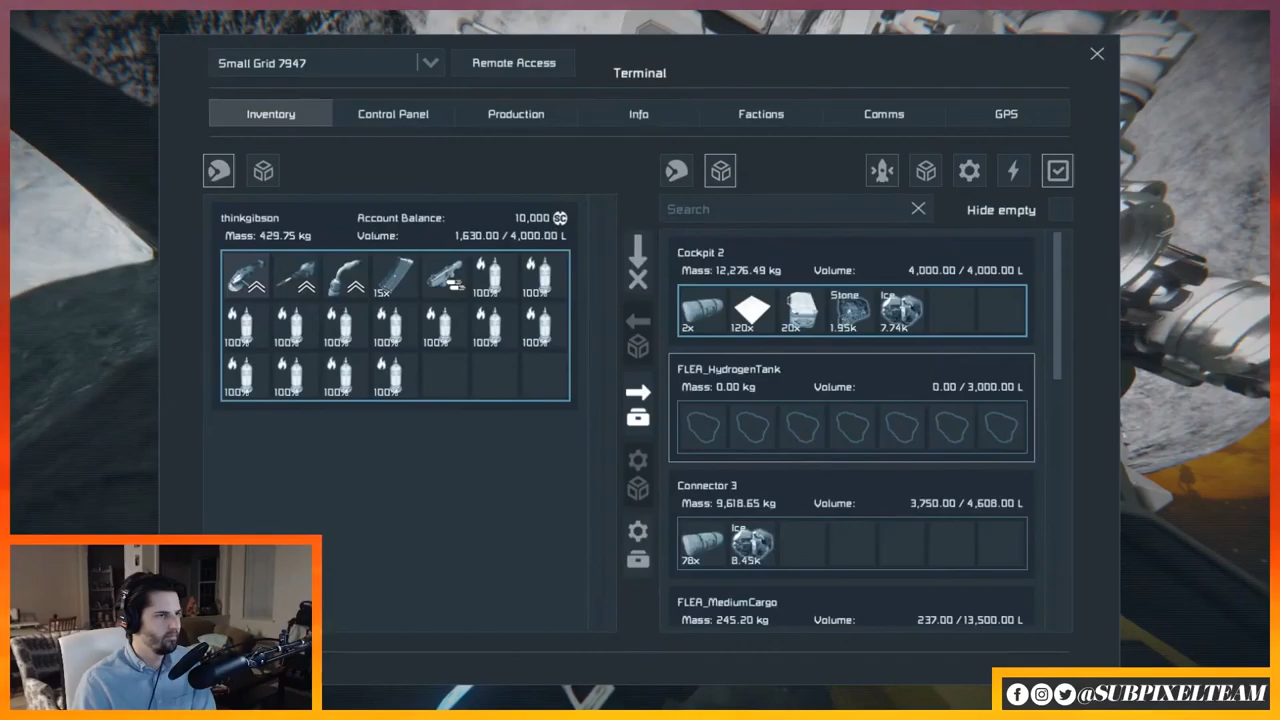 Small Grid 7947
Remote Access
Terminal
Inventory
Control Panel
Production
Info
Factions
Comms
GPS
thinkgibson
Account Balance:
10,000
SC
Mass: 429.75 kg
Volume:
1,630.00 / 4,000.00 L
15x
100%
100%
100%
100%
100%
100%
100%
100%
100%
100%
100%
100%
100%
Search
Hide empty
Cockpit 2
Mass: 12,276.49 kg
Volume:
4,000.00 / 4,000.00 L
Stone
Ice
2x
120x
20x
1.95k
7.74k
FLEA_HydrogenTank
Mass: 0.00 kg
Volume:
0.00 / 3,000.00 L
Connector 3
Mass: 9,618.65 kg
Volume:
3,750.00 / 4,608.00 L
Ice
78x
8.45k
FLEA_MediumCargo
Mass: 245.20 kg
Volume:
237.00 / 13,500.00 L
@SUBPIXELTEAM